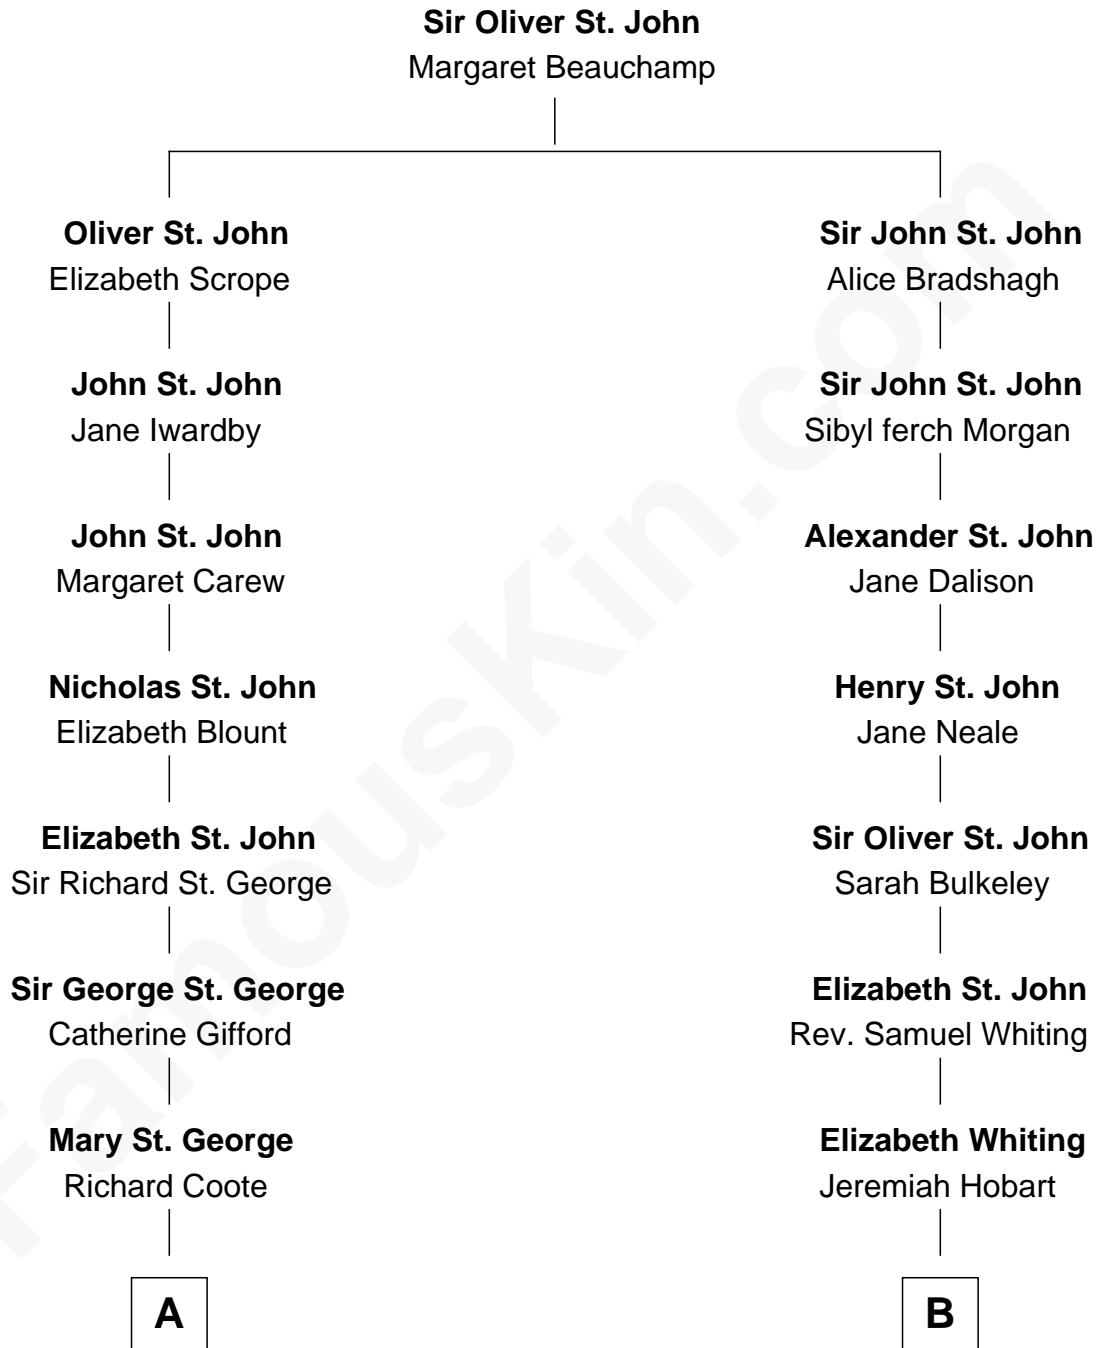 Sir Oliver St. John
Margaret Beauchamp
Oliver St. John
Elizabeth Scrope
John St. John
Jane Iwardby
John St. John
Margaret Carew
Nicholas St. John
Elizabeth Blount
Elizabeth St. John
Sir Richard St. George
Sir George St. George
Catherine Gifford
Mary St. George
Richard Coote
A
Sir John St. John
Alice Bradshagh
Sir John St. John
Sibyl ferch Morgan
Alexander St. John
Jane Dalison
Henry St. John
Jane Neale
Sir Oliver St. John
Sarah Bulkeley
Elizabeth St. John
Rev. Samuel Whiting
Elizabeth Whiting
Jeremiah Hobart
B
FamousKin.com